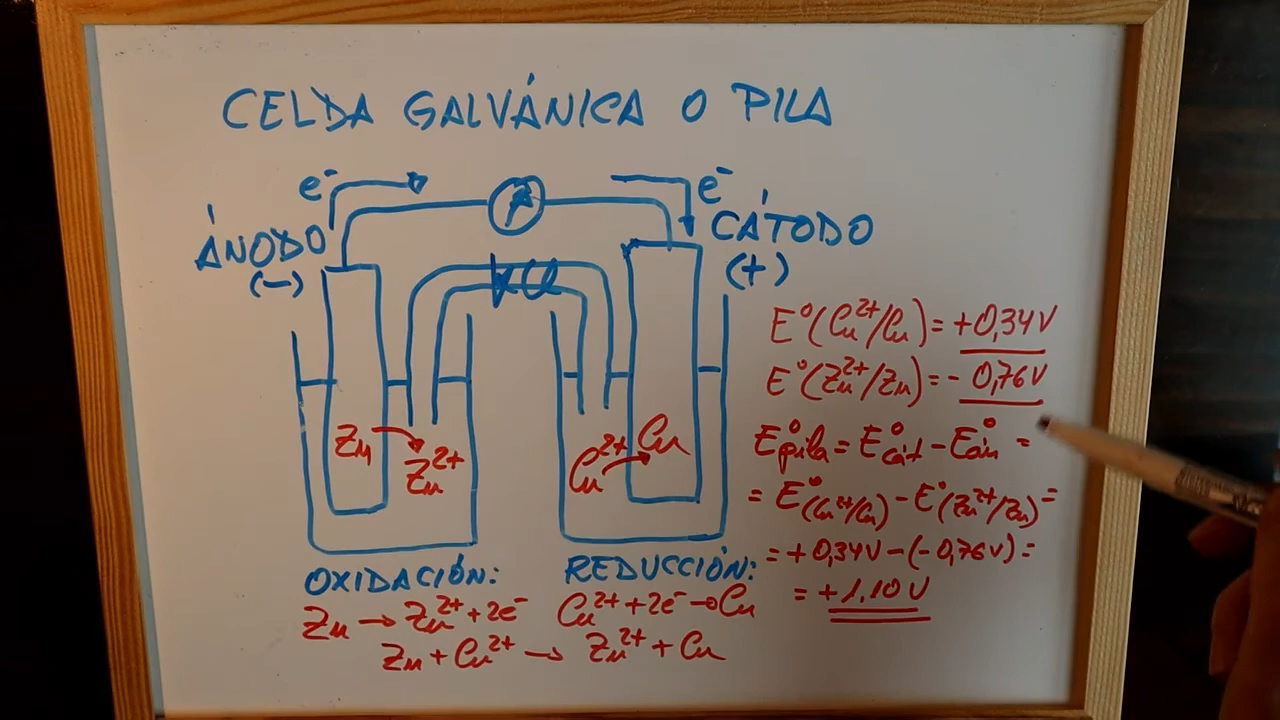 CELDA GALVÁNICA O PILA
e⁻
A
e⁻
ÁNODO
(-)
KCl
CÁTODO
(+)
E°(Cu²⁺/Cu)=+0,34V
E°(Zn²⁺/Zn)=-0,76V
E°pila=E°cát-E°án=
=E°(Cu²⁺/Cu)-E°(Zn²⁺/Zn)=
=+0,34V-(-0,76V)=
=+1,10V
Zn → Zn²⁺
Cu²⁺ → Cu
OXIDACIÓN:
Zn→Zn²⁺+2e⁻
REDUCCIÓN:
Cu²⁺+2e⁻→Cu
Zn+Cu²⁺→Zn²⁺+Cu